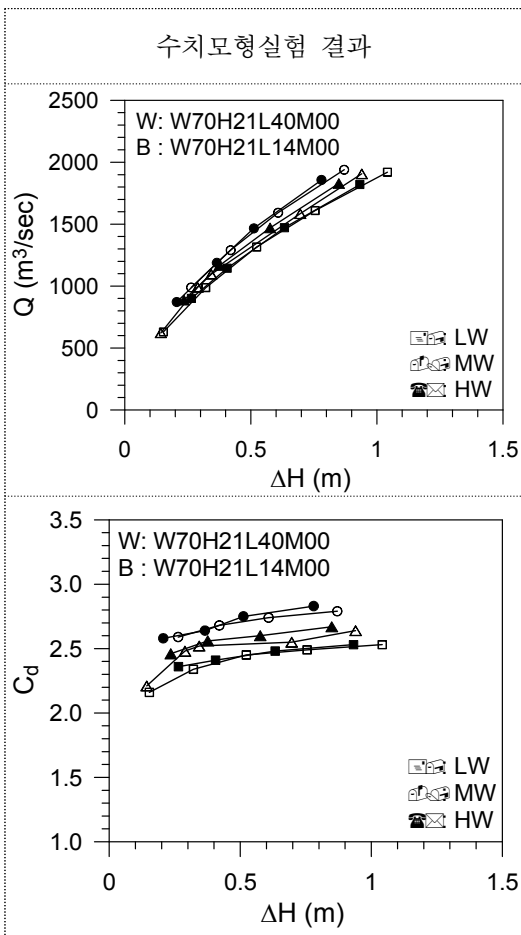 수치모형실험 결과
2500
W: W70H21L40M00
B : W70H21L14M00
2000
1500
1000
500
0
Q (m³/sec)
LW
MW
HW
0 0.5 1 1.5
ΔH (m)
3.5
W: W70H21L40M00
B : W70H21L14M00
3.0
2.5
2.0
1.5
1.0
C_d
LW
MW
HW
0 0.5 1 1.5
ΔH (m)